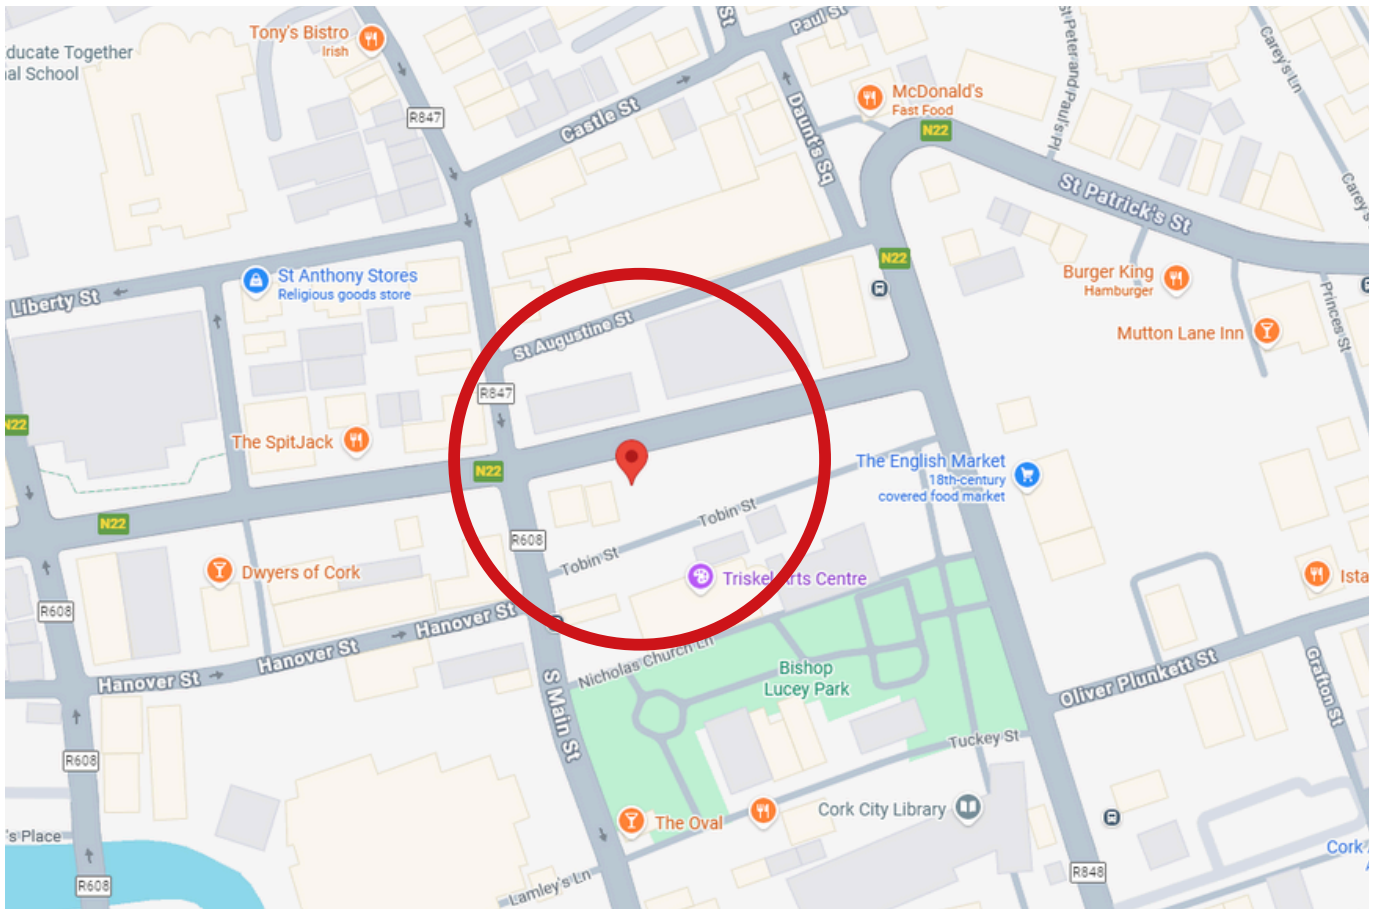 ducate Together
al School
Tony's Bistro
Irish
R847
Castle St
St
Paul St
Daunt's Sq
McDonald's
Fast Food
N22
St Peter and Paul's Pl
Carey's Ln
Carey's
St Patrick's St
N22
Burger King
Hamburger
Mutton Lane Inn
Princes St
Liberty St
St Anthony Stores
Religious goods store
St Augustine St
R847
N22
The SpitJack
N22
N22
The English Market
18th-century
covered food market
Tobin St
Tobin St
R608
Dwyers of Cork
Triskel Arts Centre
Ista
R608
Hanover St
Hanover St
Hanover St
Nicholas Church Ln
S Main St
Bishop
Lucey Park
Oliver Plunkett St
Grafton St
Tuckey St
R608
The Oval
Cork City Library
's Place
Cork
R608
Lamley's Ln
R848